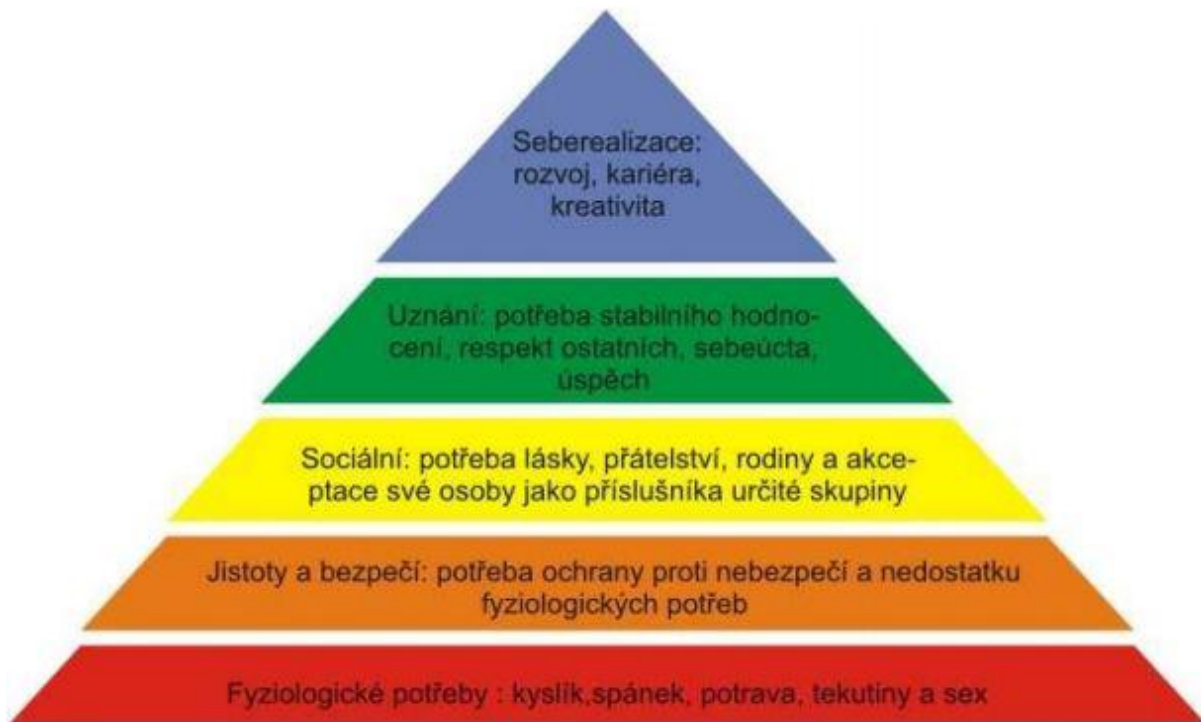 Seberealizace:
rozvoj, kariéra,
kreativita
Uznání: potřeba stabilního hodno-
cení, respekt ostatních, sebeúcta,
úspěch
Sociální: potřeba lásky, přátelství, rodiny a akce-
ptace své osoby jako příslušníka určité skupiny
Jistoty a bezpečí: potřeba ochrany proti nebezpečí a nedostatku
fyziologických potřeb
Fyziologické potřeby : kyslík,spánek, potrava, tekutiny a sex